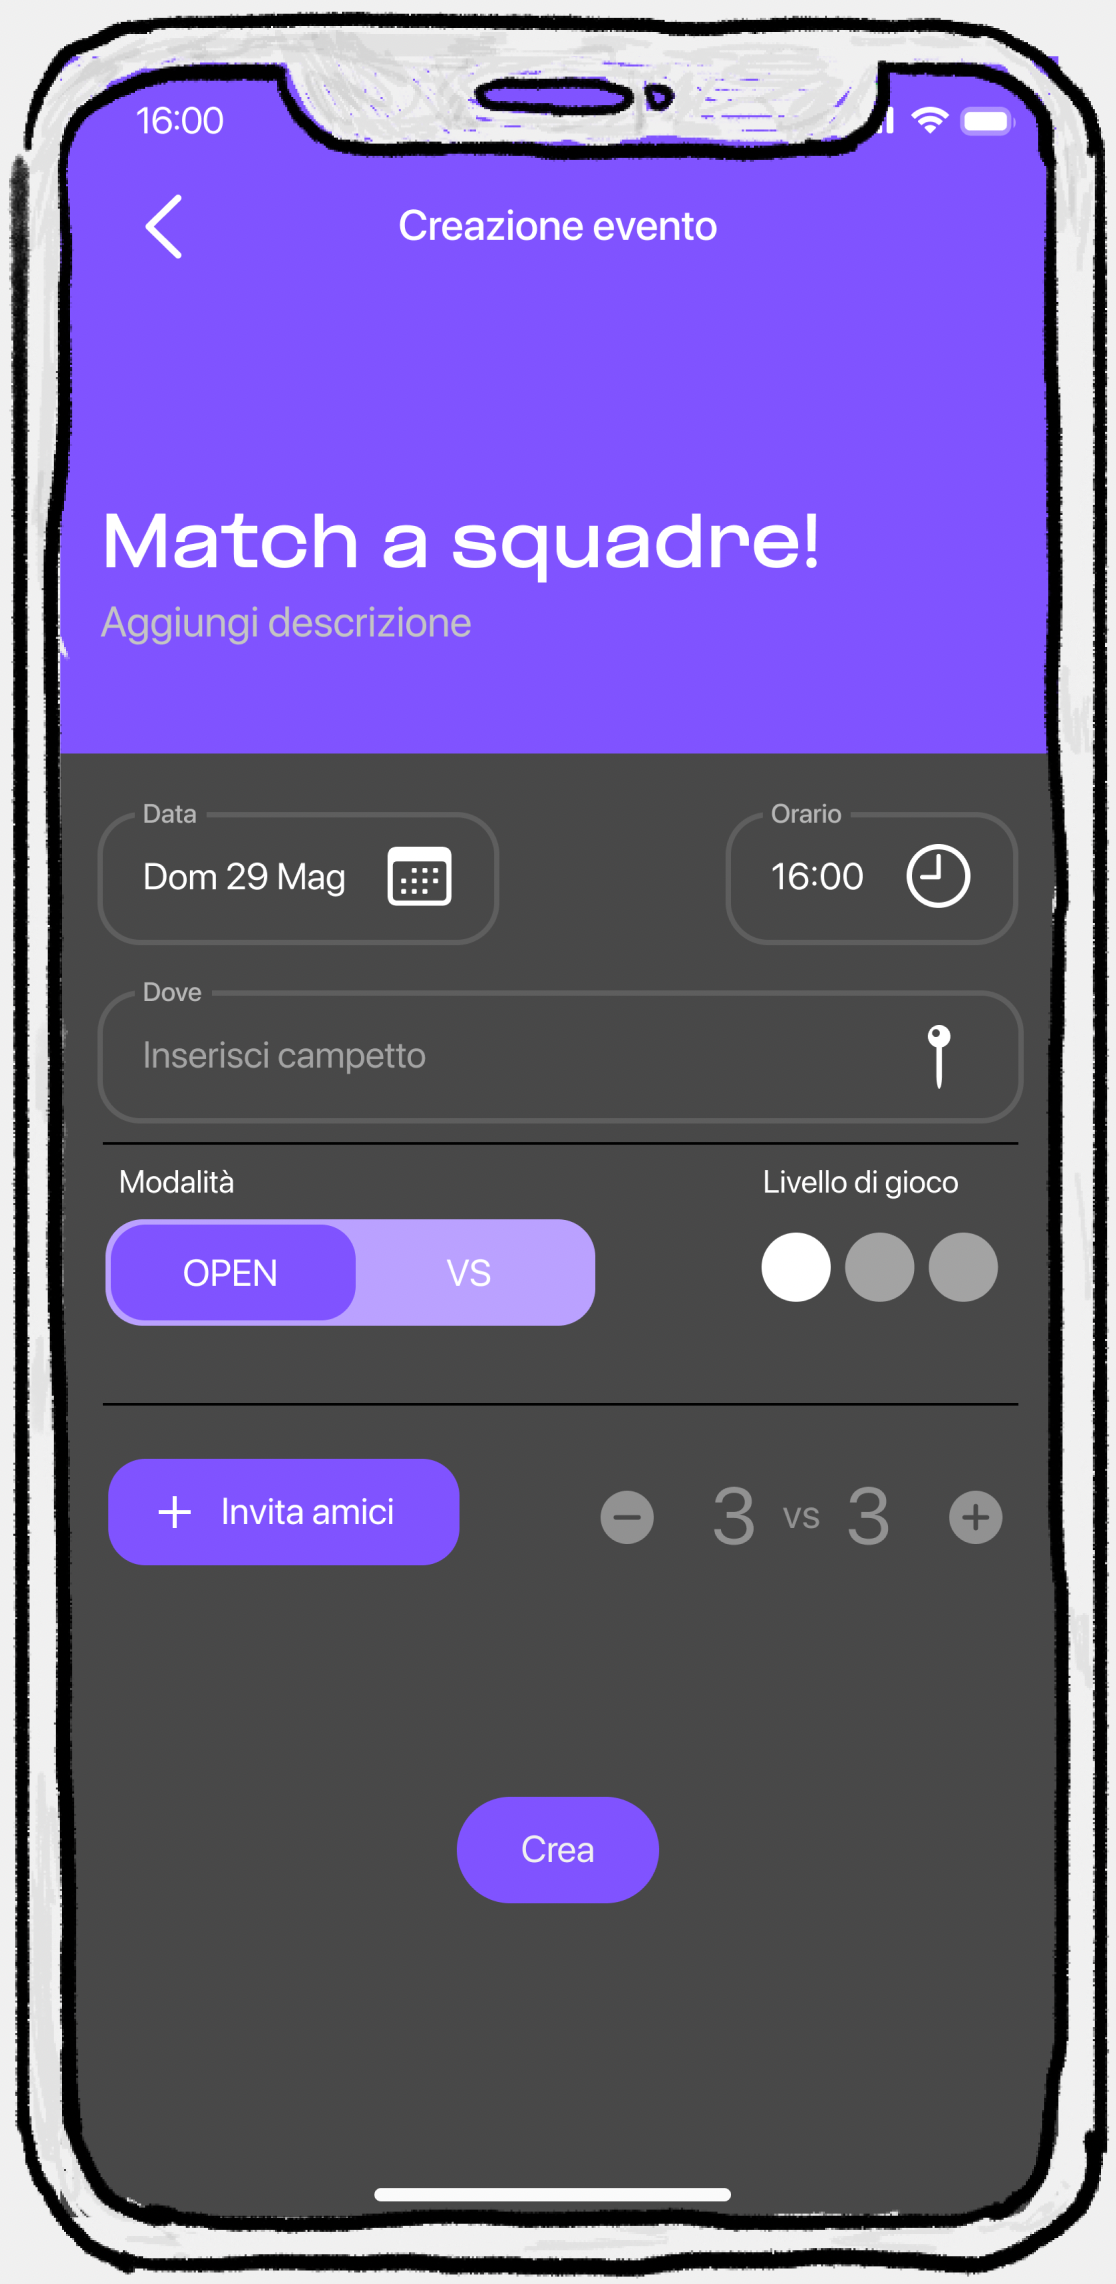 16:00
Creazione evento
Match a squadre!
Aggiungi descrizione
Data
Orario
Dom 29 Mag
16:00
Dove
Inserisci campetto
Modalità
Livello di gioco
OPEN
VS
Invita amici
3 vs 3
Crea